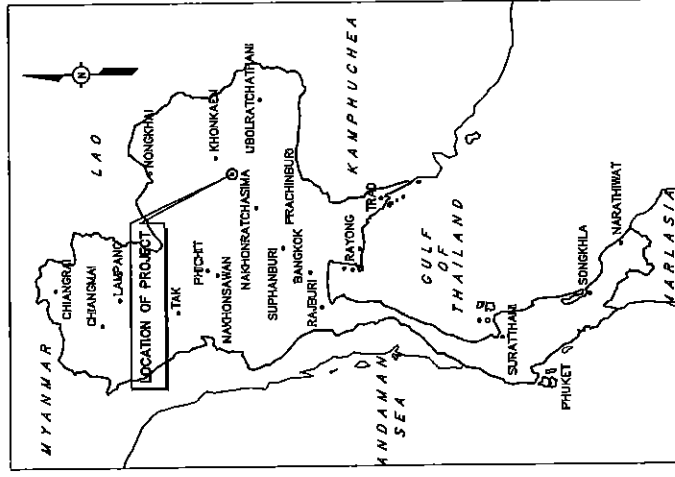 MYANMAR
LAO
CHIANGRAI
CHIANGMAI
LAMPANG
NONGKHAI
LOCATION OF PROJECT
TAK
PHICHIT
KHONKAEN
NAKHONSAWAN
NAKHONRATCHASIMA
UBOLRATCHATHANI
SUPHANBURI
PRACHINBURI
BANGKOK
RAJBURI
RAYONG
TRAD
KAMPHUCHEA
GULF
OF
THAILAND
ANDAMAN
SEA
SURATTHANI
PHUKET
SONGKHLA
NARATHIWAT
MARLASIA
N